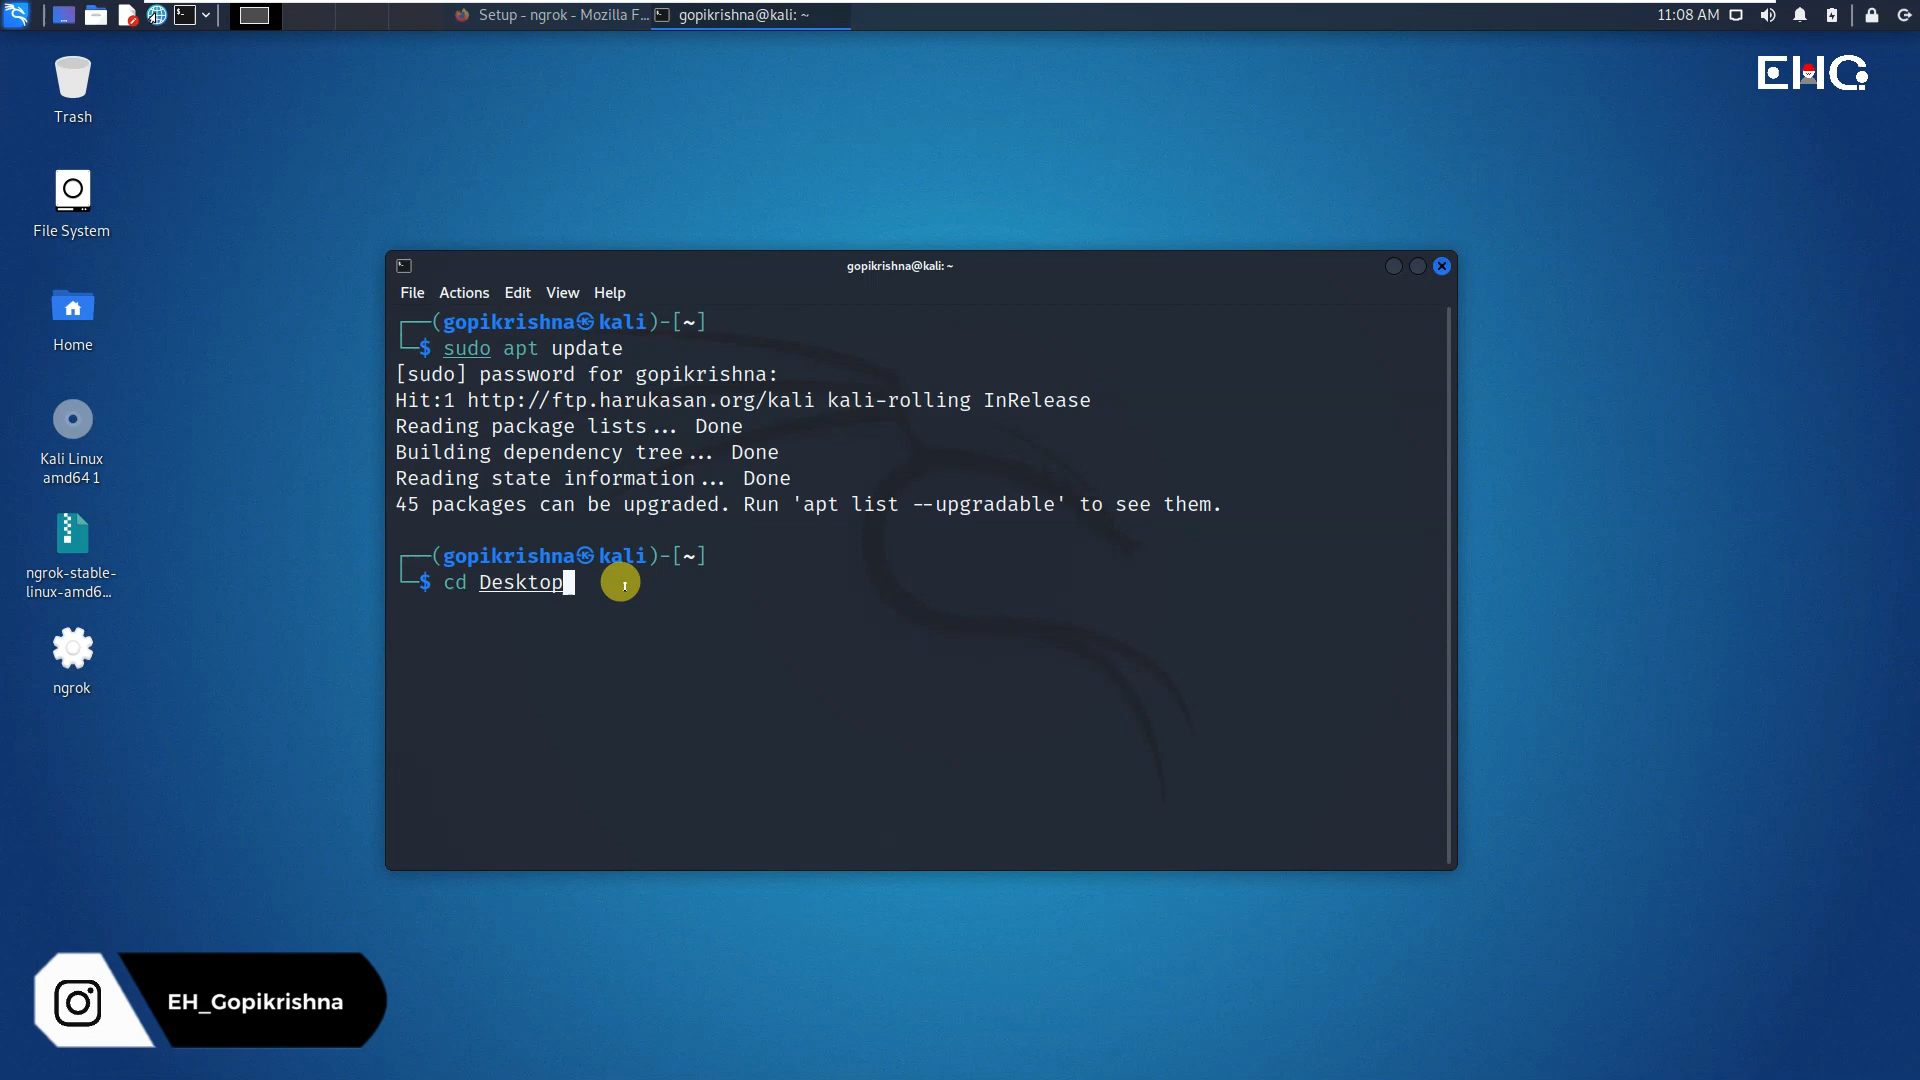 Setup - ngrok - Mozilla F...
gopikrishna@kali: ~
11:08 AM
EHG
Trash
File System
Home
Kali Linux
amd64 1
ngrok-stable-
linux-amd6...
ngrok
gopikrishna@kali: ~
File Actions Edit View Help
┌──(gopikrishna㉿kali)-[~]
└─$ sudo apt update
[sudo] password for gopikrishna:
Hit:1 http://ftp.harukasan.org/kali kali-rolling InRelease
Reading package lists... Done
Building dependency tree... Done
Reading state information... Done
45 packages can be upgraded. Run 'apt list --upgradable' to see them.
┌──(gopikrishna㉿kali)-[~]
└─$ cd Desktop
EH_Gopikrishna